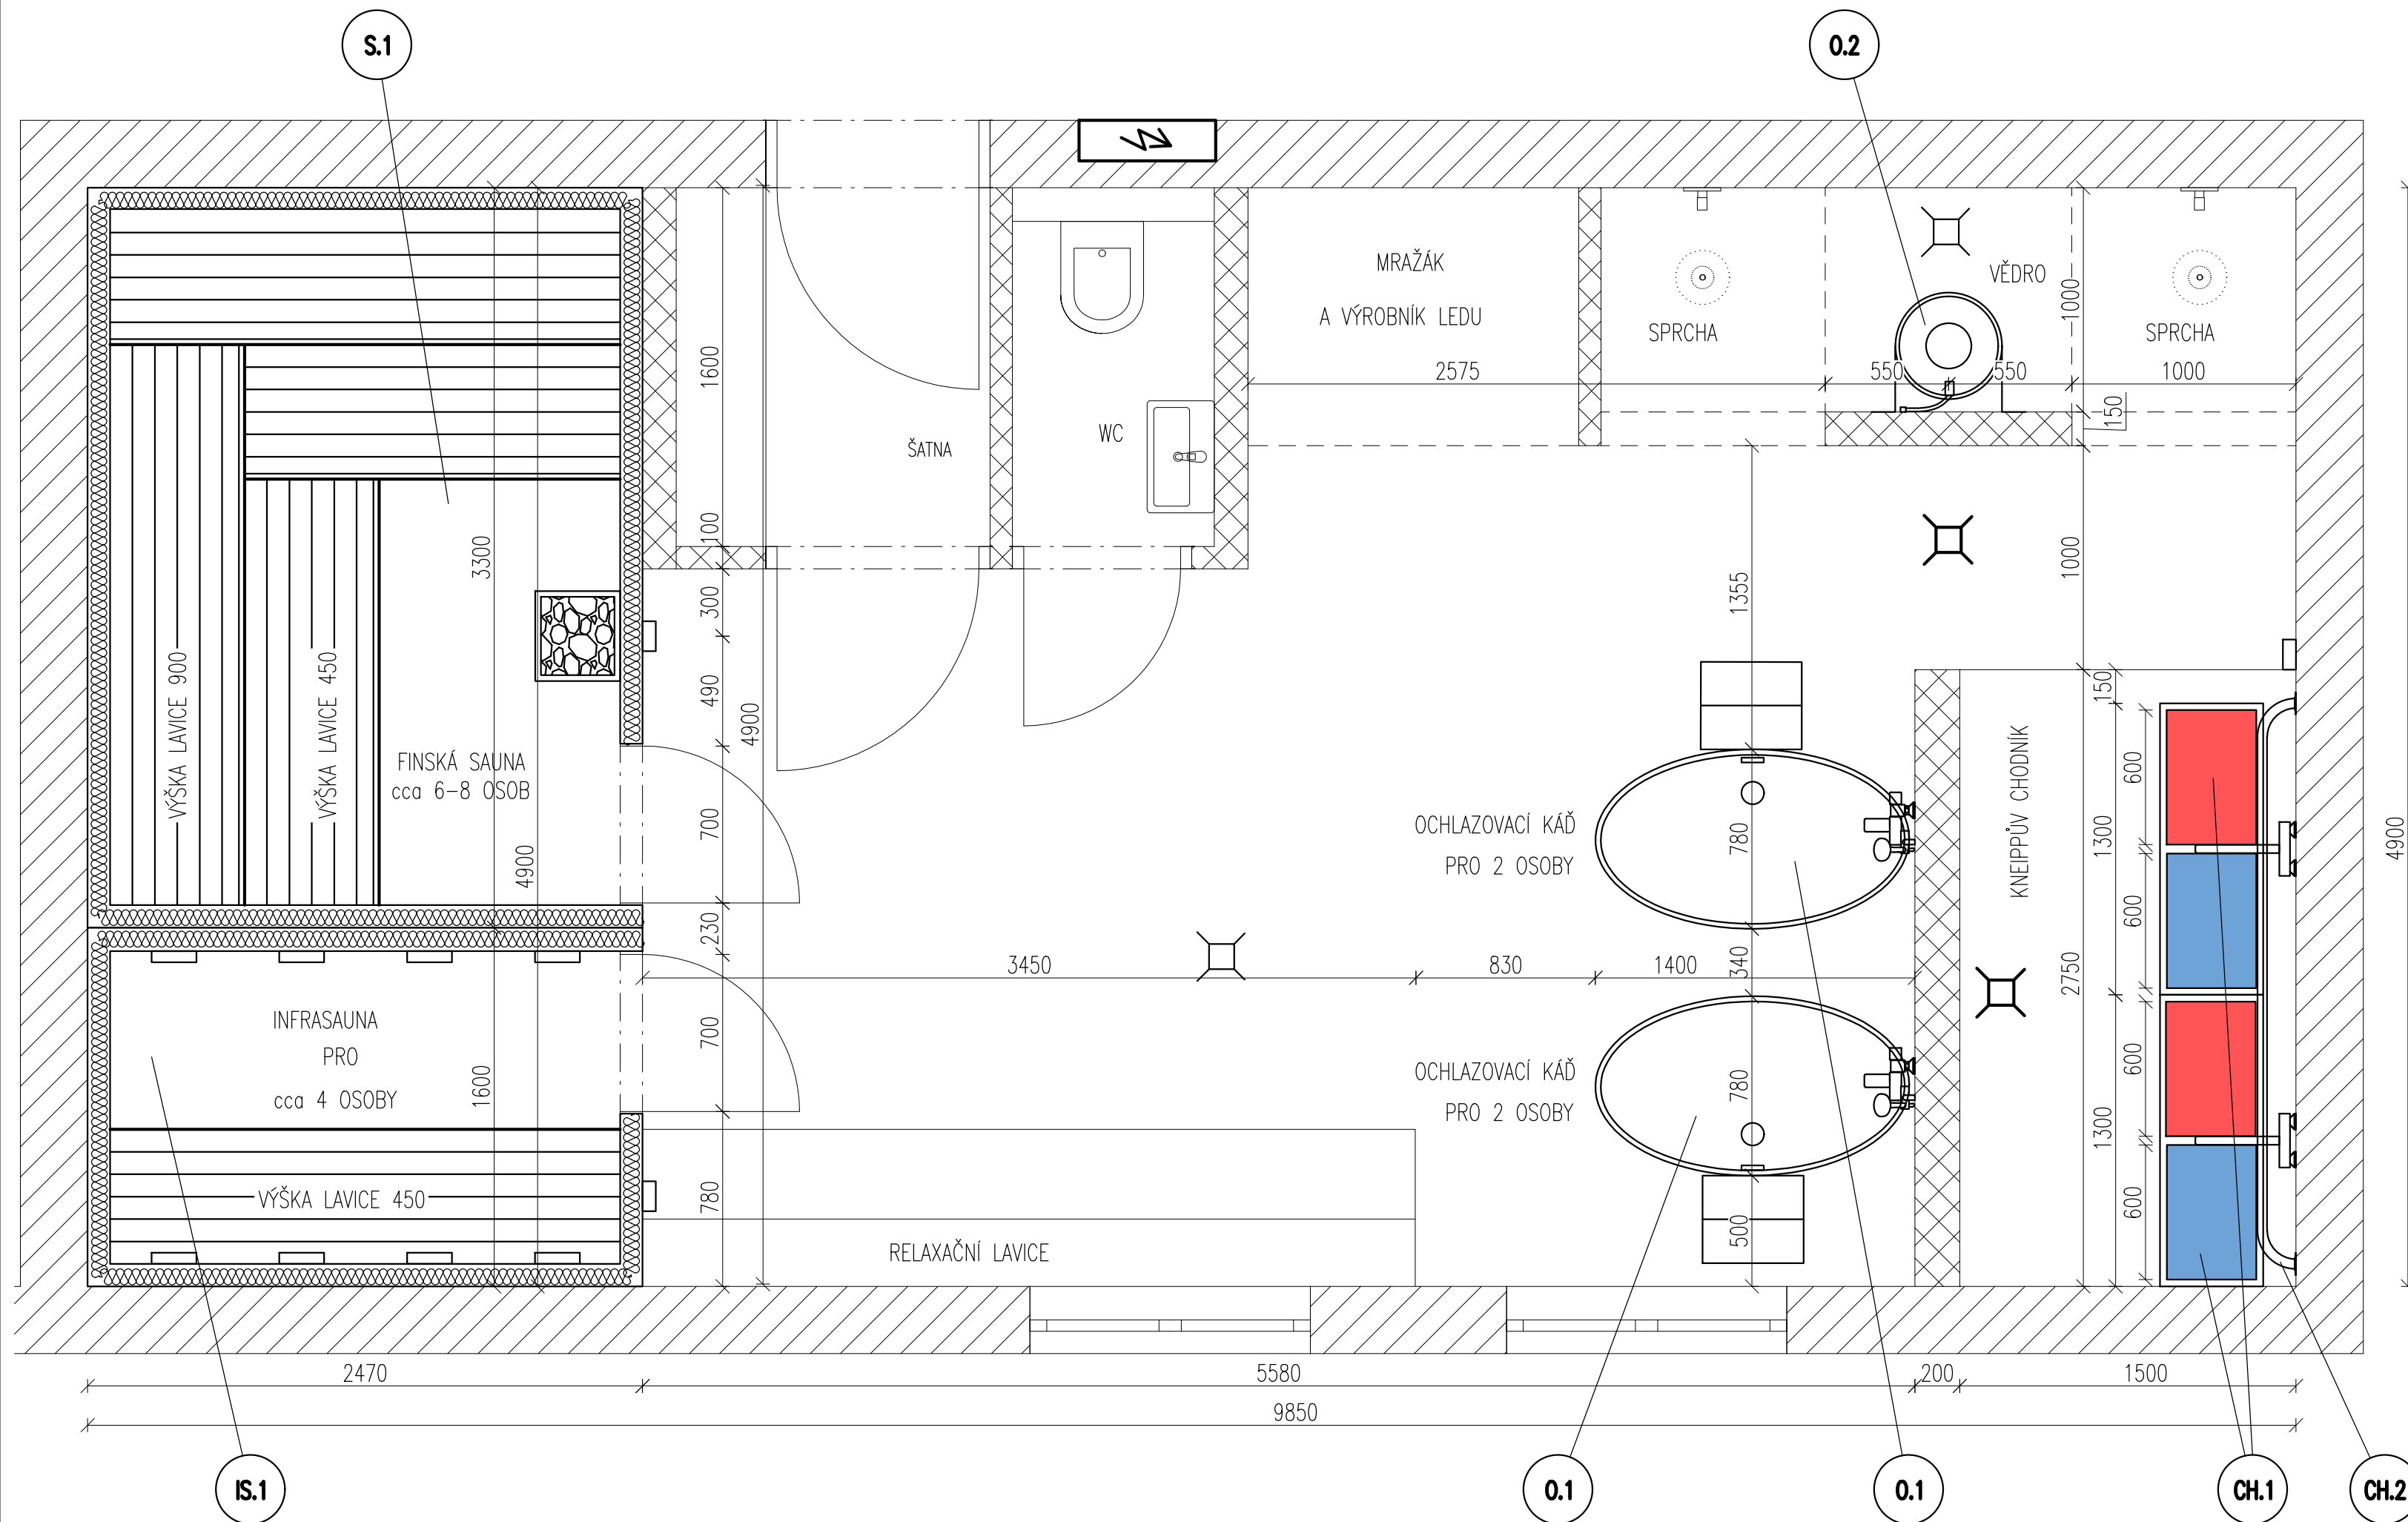 S.1
O.2
MRAŽÁK
A VÝROBNÍK LEDU
SPRCHA
VĚDRO
SPRCHA
1000
1600
2575
550
550
1000
150
ŠATNA
WC
100
3300
300
1355
1000
VÝŠKA LAVICE 900
VÝŠKA LAVICE 450
490
4900
150
FINSKÁ SAUNA
cca 6-8 OSOB
700
4900
OCHLAZOVACÍ KÁĎ
PRO 2 OSOBY
780
KNEIPPŮV CHODNÍK
600
1300
4900
230
600
3450
830
1400
340
2750
INFRASAUNA
PRO
cca 4 OSOBY
700
1600
OCHLAZOVACÍ KÁĎ
PRO 2 OSOBY
780
600
1300
VÝŠKA LAVICE 450
780
600
500
RELAXAČNÍ LAVICE
2470
5580
200
1500
9850
IS.1
O.1
O.1
CH.1
CH.2